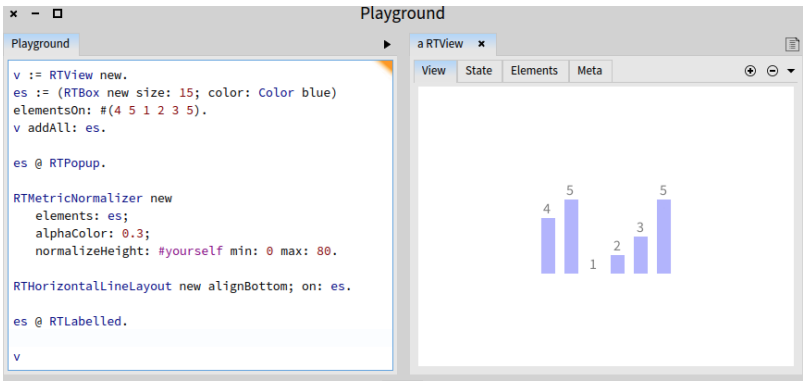 Playground
Playground
v := RTView new.
es := (RTBox new size: 15; color: Color blue)
elementsOn: #(4 5 1 2 3 5).
v addAll: es.
es @ RTPopup.
RTMetricNormalizer new
elements: es;
alphaColor: 0.3;
normalizeHeight: #yourself min: 0 max: 80.
RTHorizontalLineLayout new alignBottom; on: es.
es @ RTLabelled.
v
a RTView
View State Elements Meta
4 5 1 2 3 5